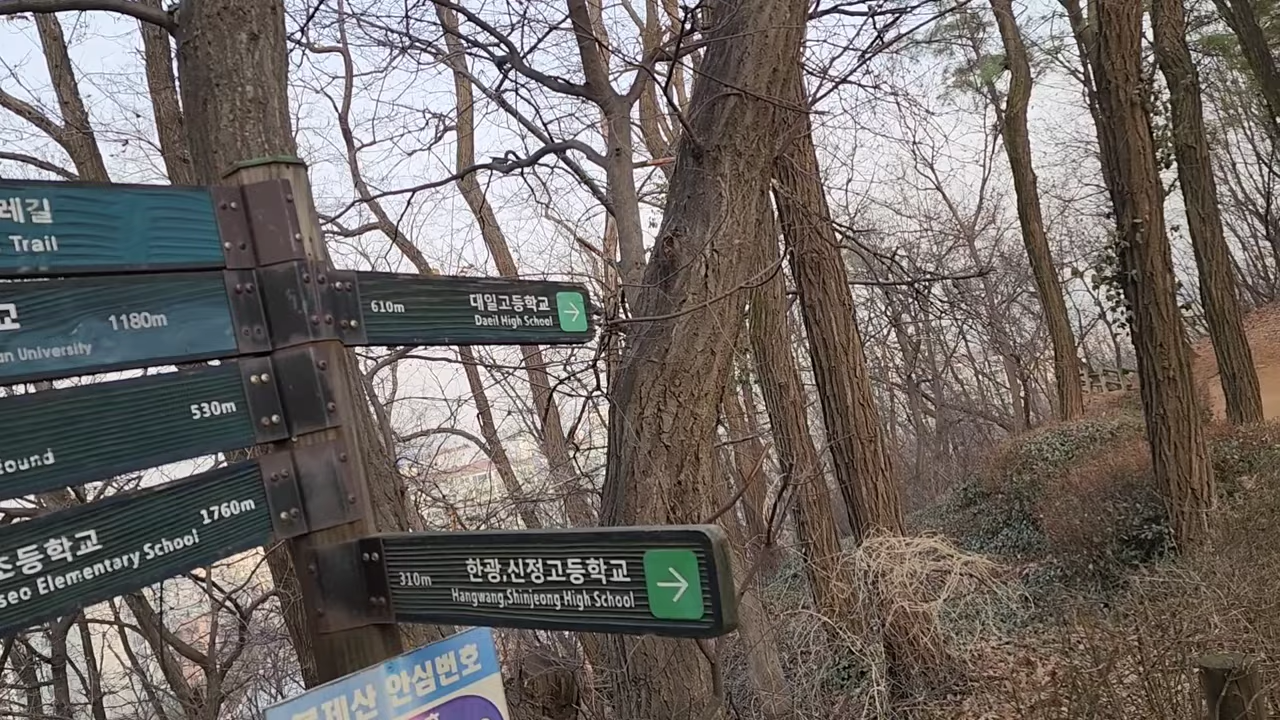 레길
Trail
교
1180m
an University
530m
ound
초등학교
1760m
seo Elementary School
610m
대일고등학교
Daeil High School
310m
한광,신정고등학교
Hangwang,Shinjeong High School
안심번호